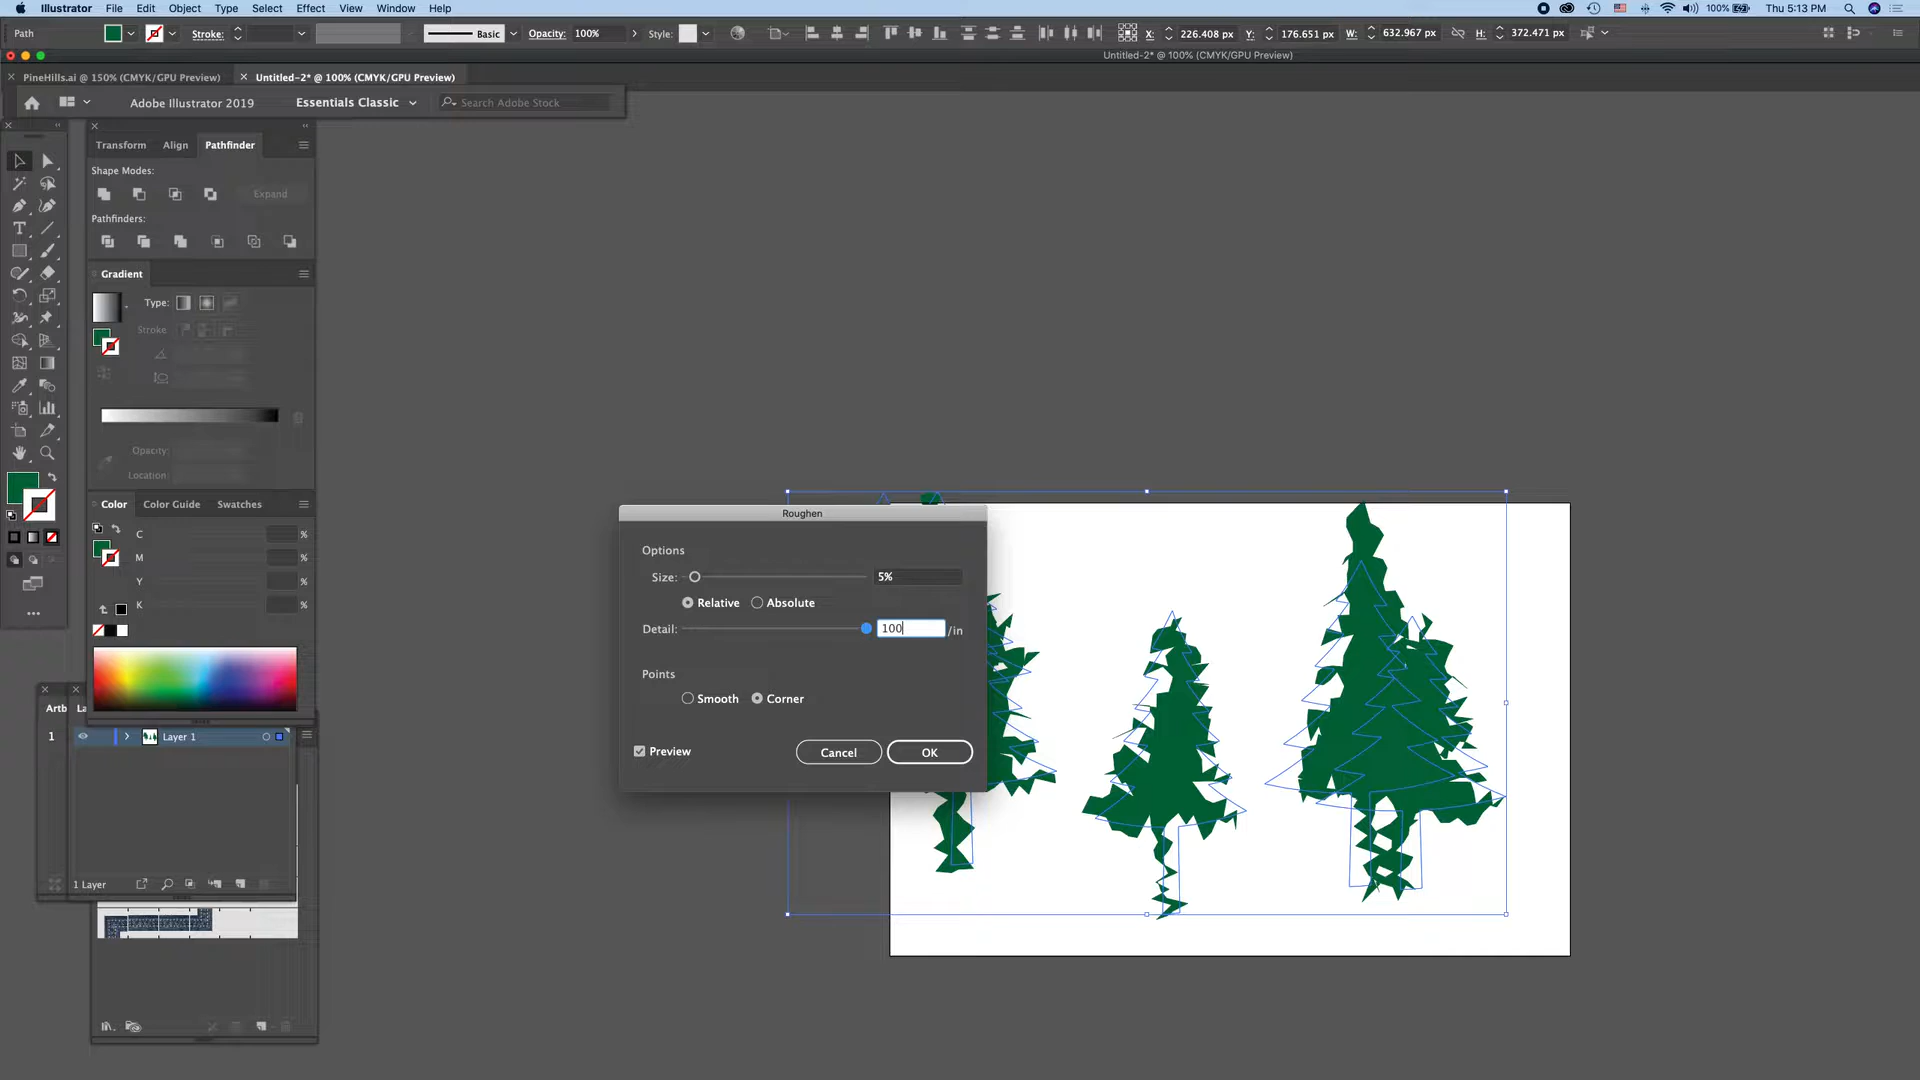 Illustrator File Edit Object Type Select Effect View Window Help 100% Thu 5:13 PM
Path Stroke: Basic Opacity: 100% Style: X: 226.408 px Y: 176.651 px W: 632.967 px H: 372.471 px
Untitled-2* @ 100% (CMYK/GPU Preview)
PineHills.ai @ 150% (CMYK/GPU Preview) Untitled-2* @ 100% (CMYK/GPU Preview)
Adobe Illustrator 2019 Essentials Classic Search Adobe Stock
Transform Align Pathfinder
Shape Modes:
Expand
Pathfinders:
Gradient
Type:
Stroke
Opacity:
Location:
Color Color Guide Swatches
C %
M %
Y %
K %
Artb La
1 Layer 1
1 Layer
Roughen
Options
Size: 5%
Relative Absolute
Detail: 100 /in
Points
Smooth Corner
Preview Cancel OK